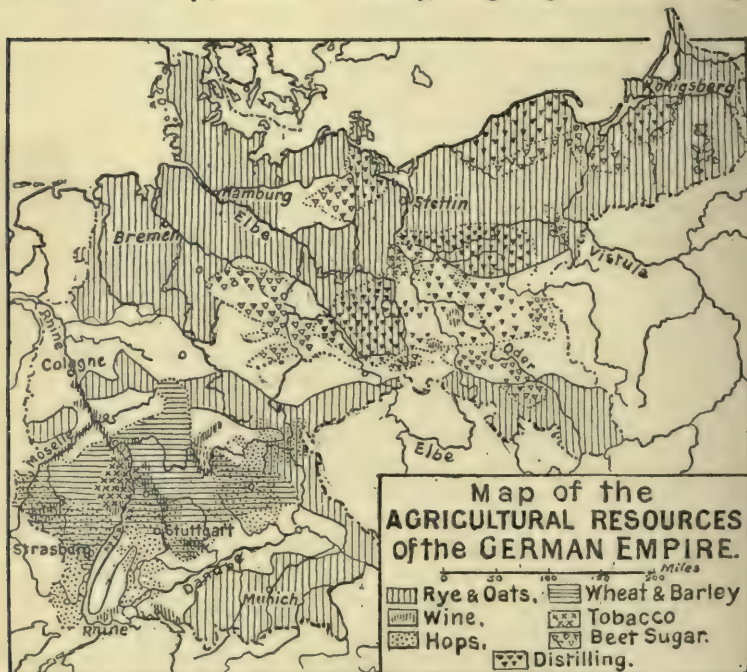 Königsberg
Hamburg
Elbe
Stettin
Bremen
Vistula
Rhine
Cologne
Oder
Moselle
Elbe
Stuttgart
Strasburg
Danube
Munich
Rhine
Map of the
AGRICULTURAL RESOURCES
of the GERMAN EMPIRE.
0 50 100 200 Miles
Rye & Oats. Wheat & Barley
Wine. Tobacco
Hops. Beet Sugar.
Distilling.